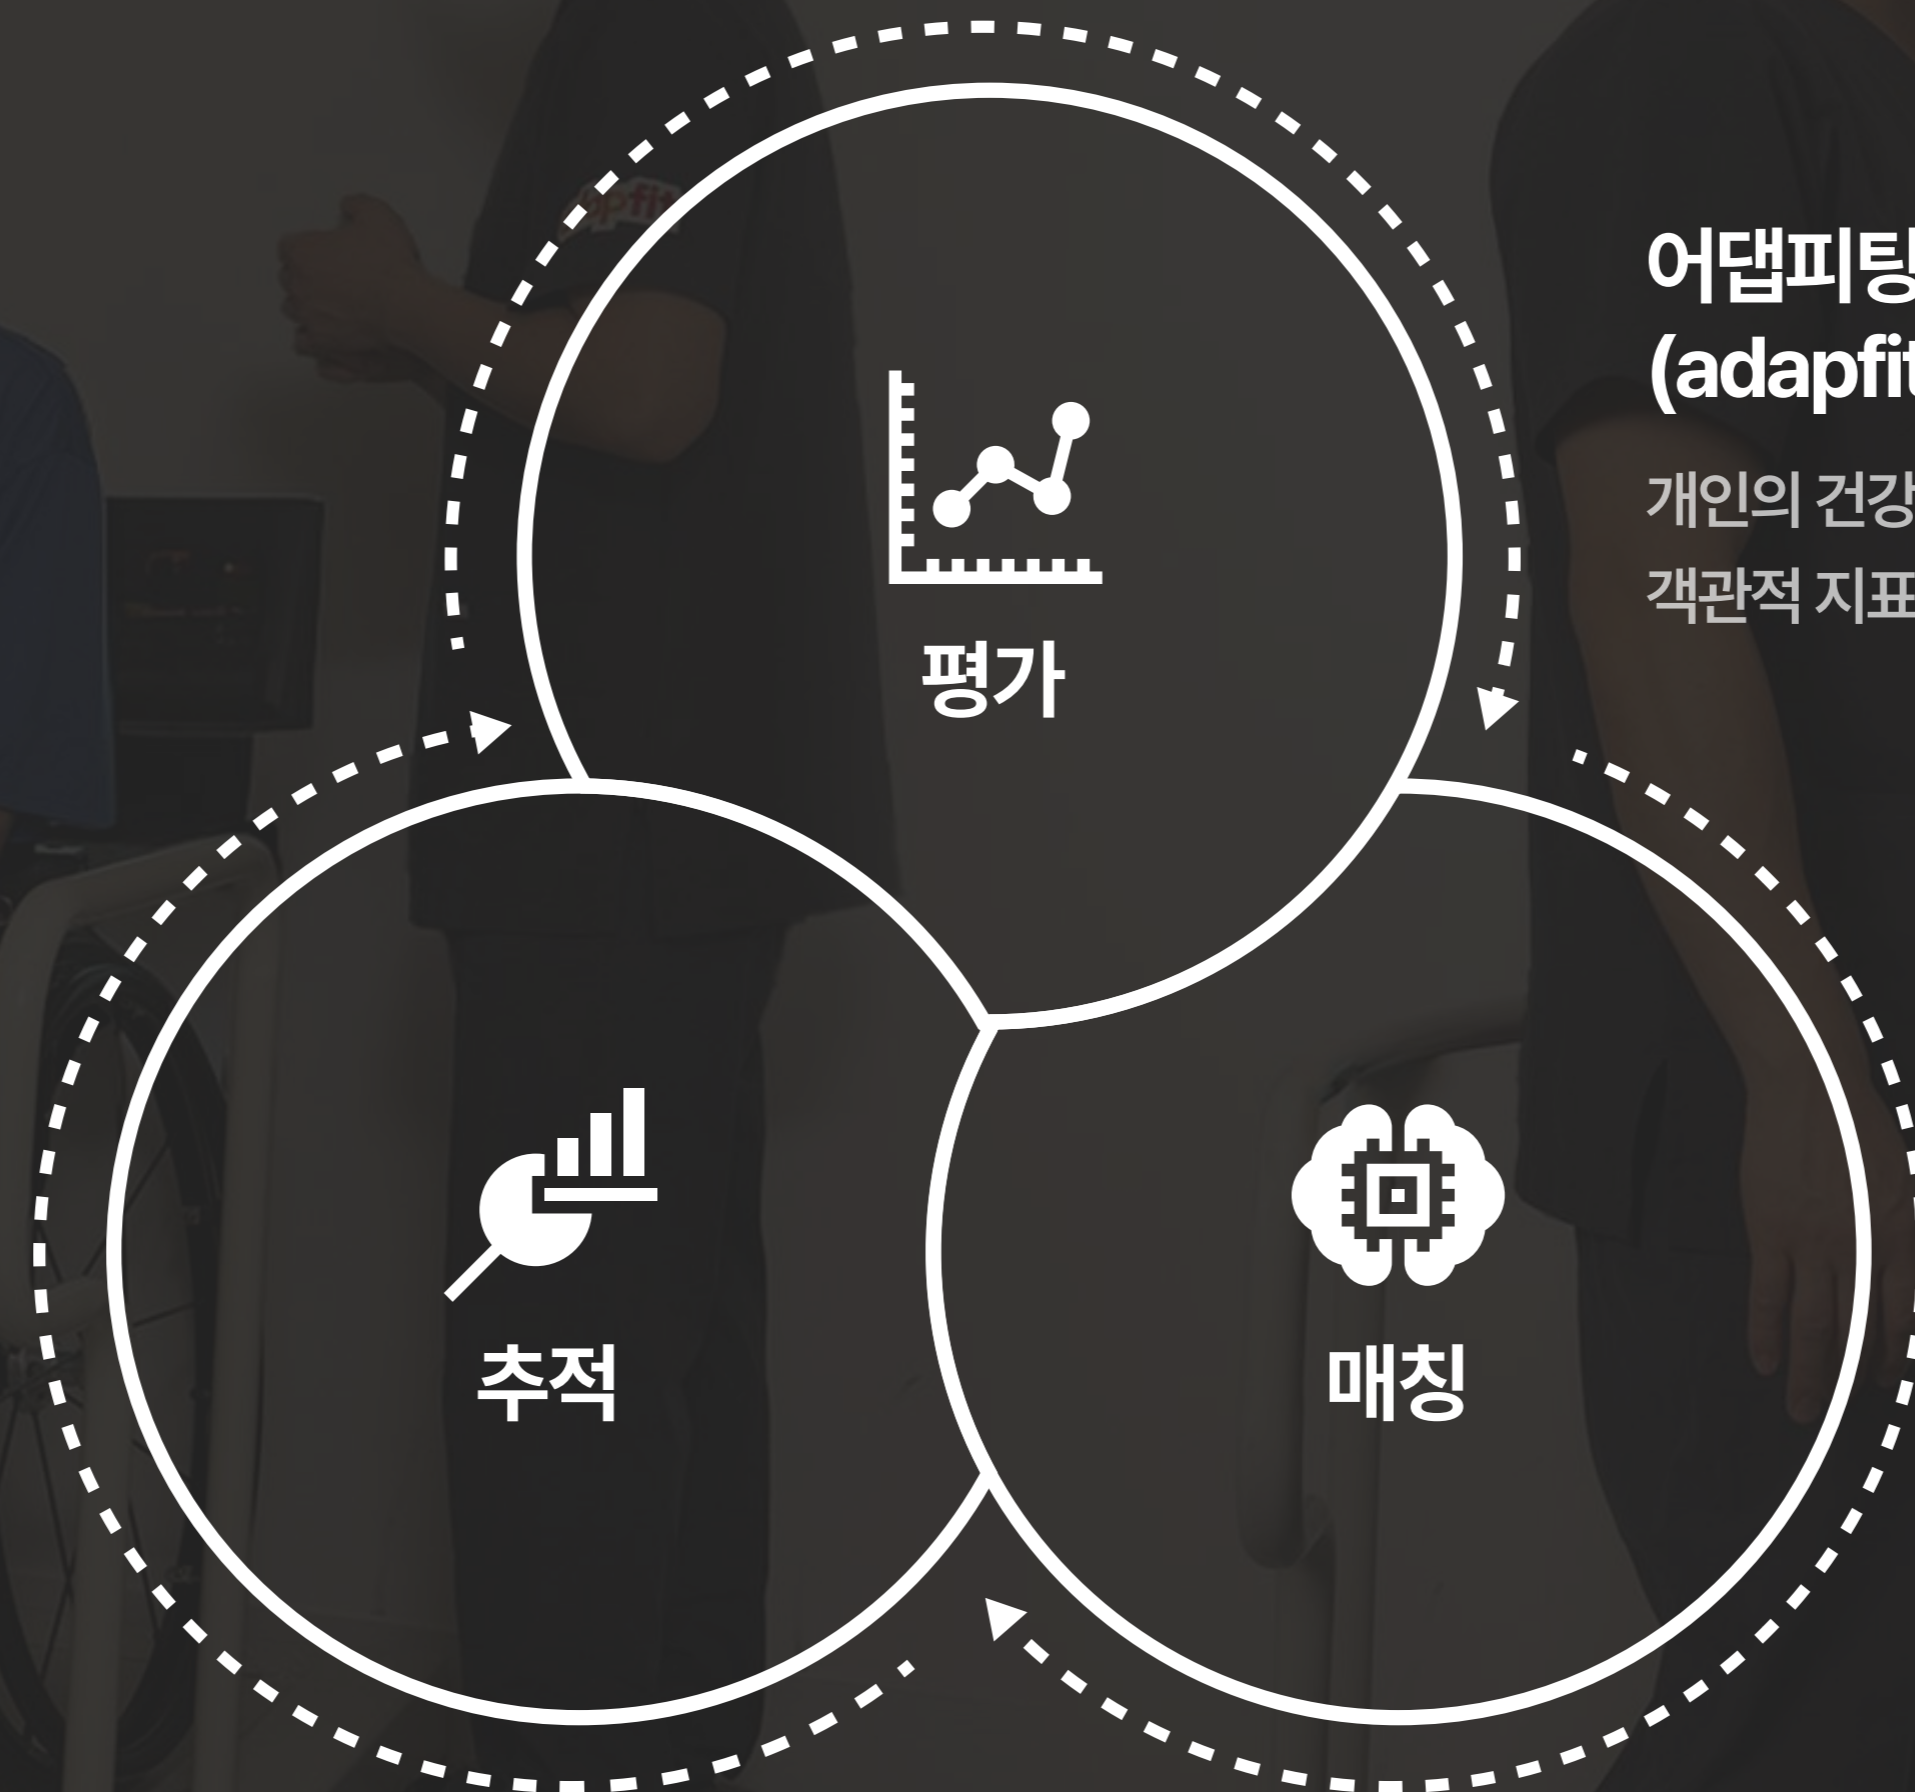 평가
추적
매칭
어댑피팅
(adapfit
개인의 건강
객관적 지표